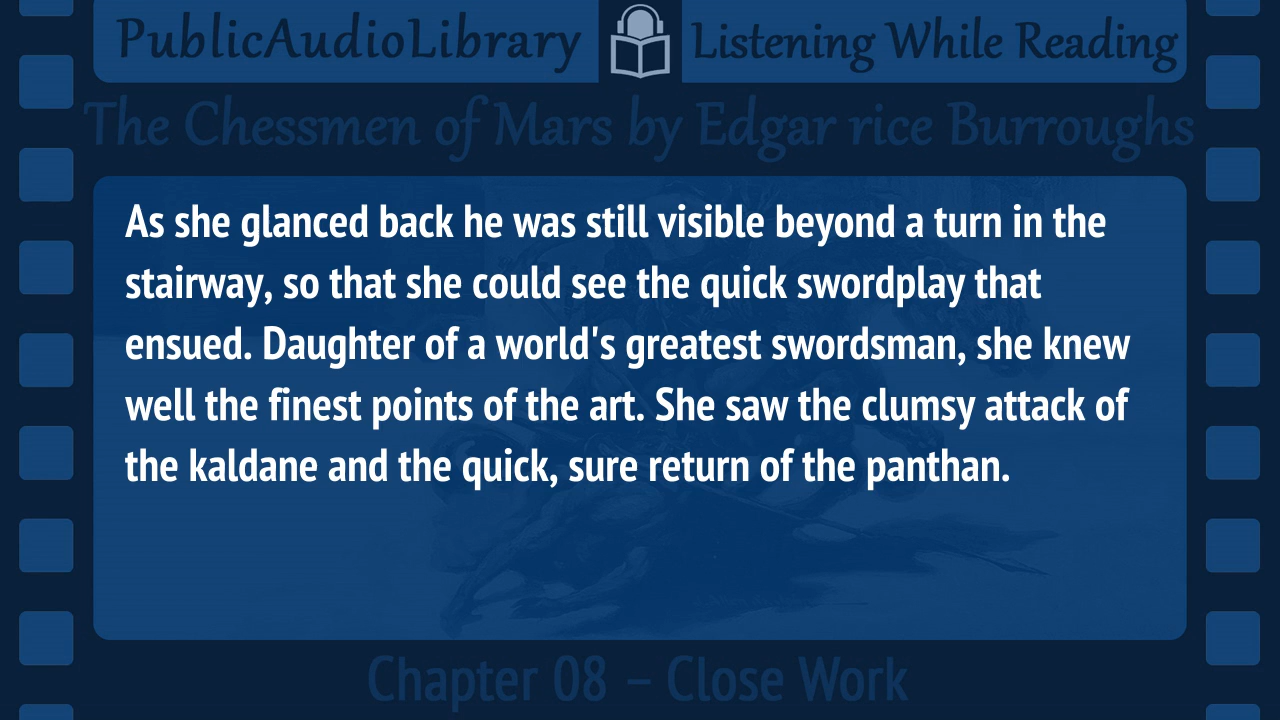 PublicAudioLibrary Listening While Reading
The Chessmen of Mars by Edgar rice Burroughs
As she glanced back he was still visible beyond a turn in the
stairway, so that she could see the quick swordplay that
ensued. Daughter of a world's greatest swordsman, she knew
well the finest points of the art. She saw the clumsy attack of
the kaldane and the quick, sure return of the panthan.
Chapter 08 – Close Work